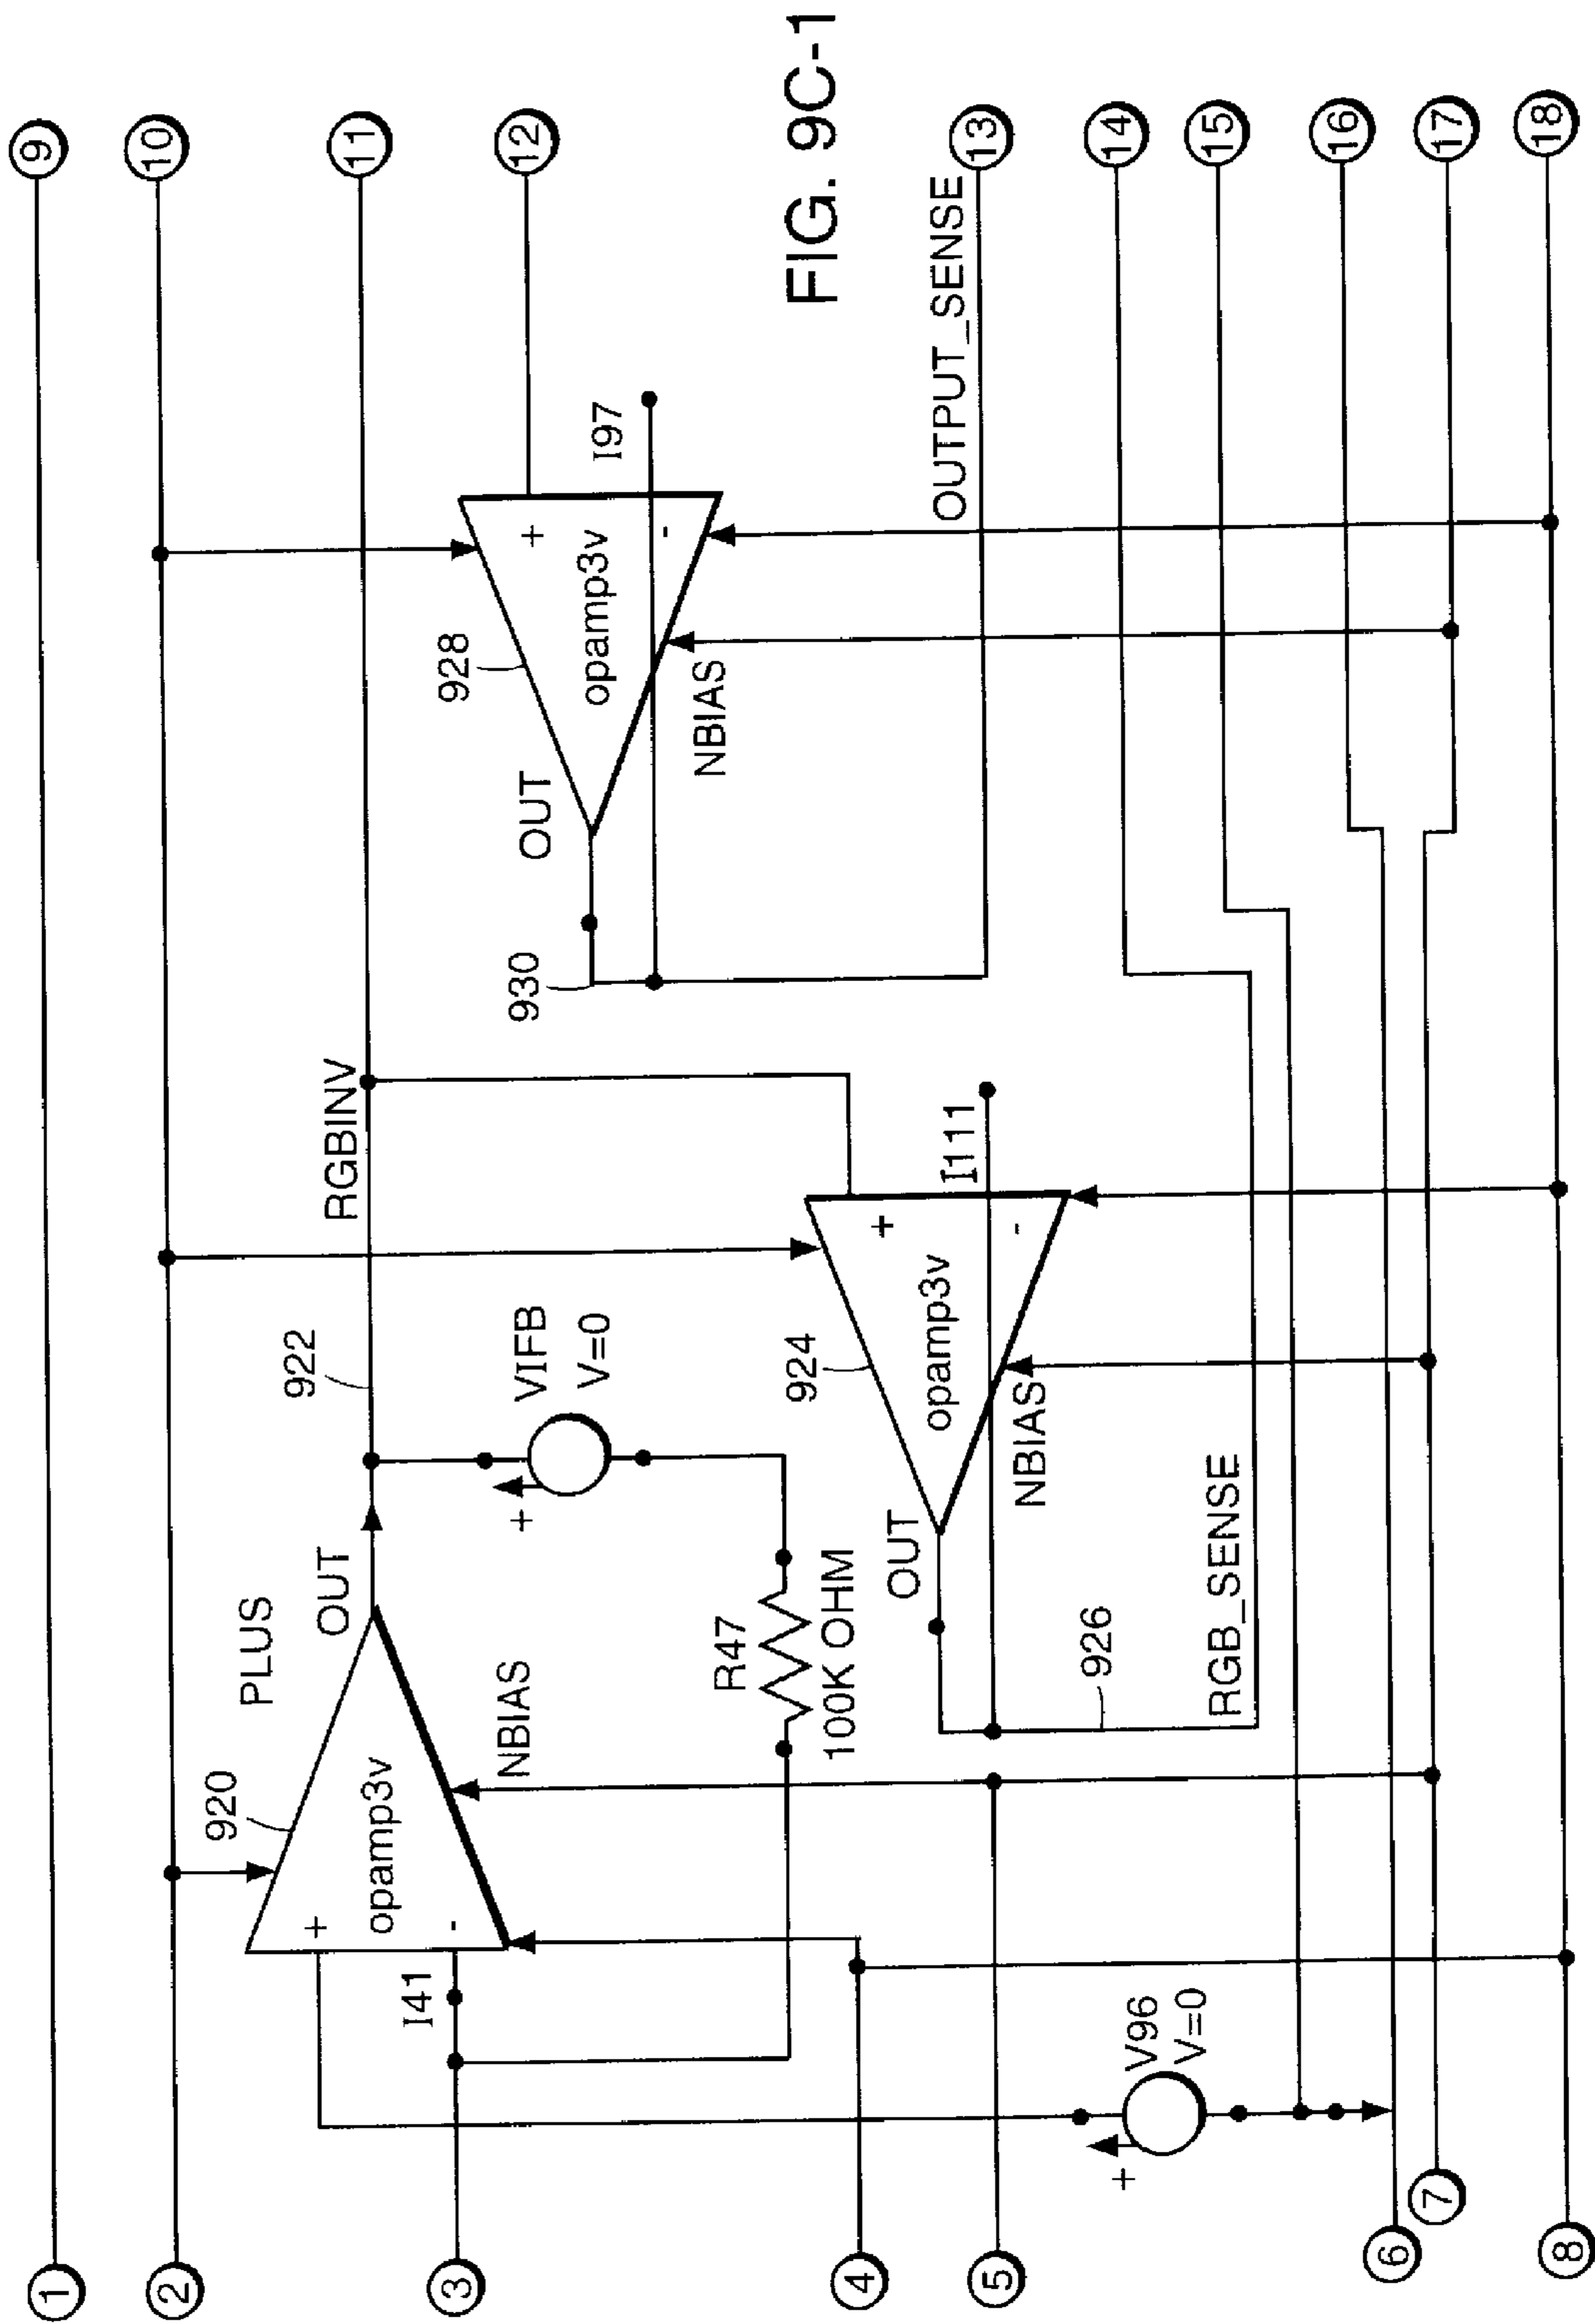 FIG. 9C-1
1
2
3
4
5
6
7
8
9
10
11
12
13
14
15
16
17
18
920
PLUS
OUT
opamp3v
+
-
I41
NBIAS
922
RGBINV
VIFB
V=0
+
R47
100K OHM
V96
V=0
+
924
OUT
opamp3v
+
-
I111
NBIAS
926
RGB_SENSE
928
OUT
opamp3v
+
-
I97
NBIAS
930
OUTPUT_SENSE